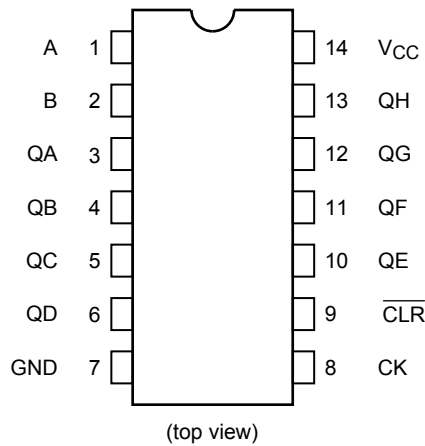 A 1 14 VCC
B 2 13 QH
QA 3 12 QG
QB 4 11 QF
QC 5 10 QE
QD 6 9 C̅L̅R̅
GND 7 8 CK
(top view)